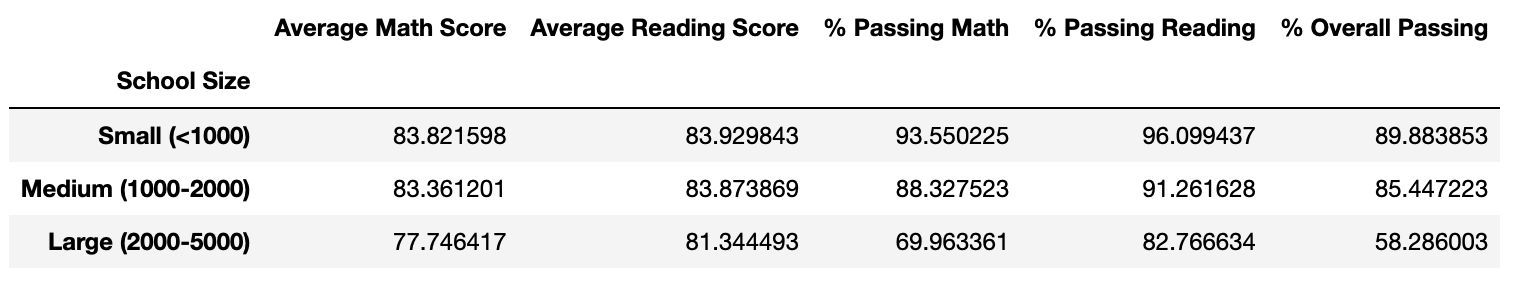 Average Math Score Average Reading Score % Passing Math % Passing Reading % Overall Passing
School Size
Small (<1000) 83.821598 83.929843 93.550225 96.099437 89.883853
Medium (1000-2000) 83.361201 83.873869 88.327523 91.261628 85.447223
Large (2000-5000) 77.746417 81.344493 69.963361 82.766634 58.286003